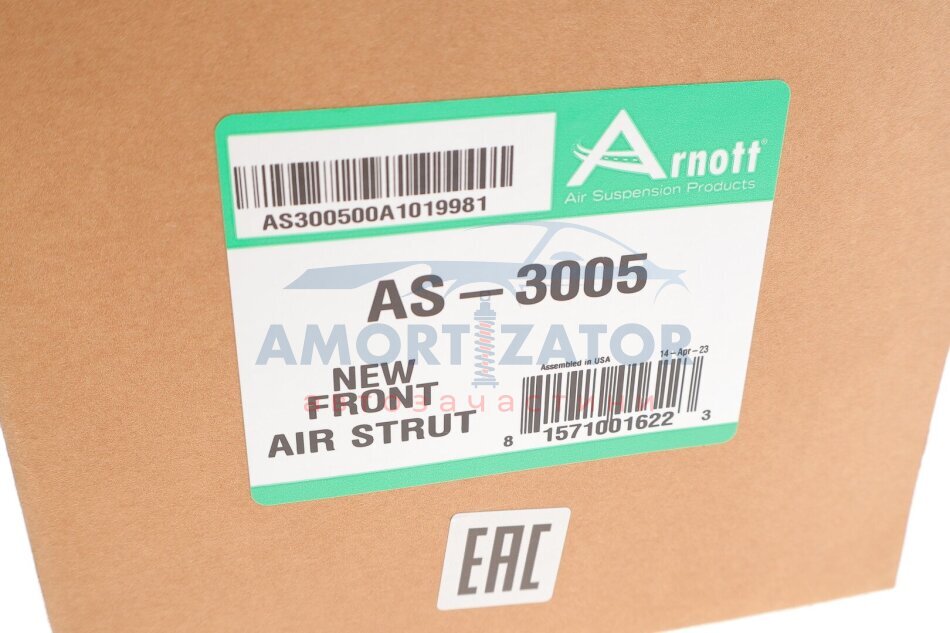 Arnott®
Air Suspension Products
AS300500A1019981
AS – 3005
AMORTIZATOR
автозачастини
NEW
FRONT
AIR STRUT
14-Apr-23
Assembled in USA
8 1571001622 3
EAC